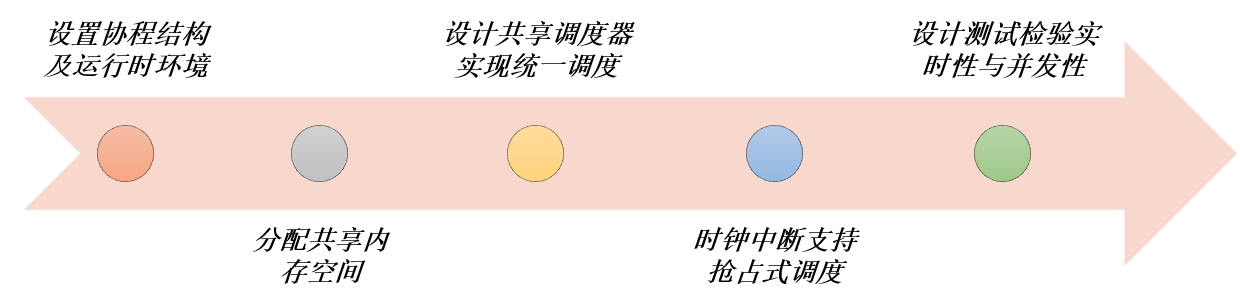 设置协程结构
及运行时环境
分配共享内
存空间
设计共享调度器
实现统一调度
时钟中断支持
抢占式调度
设计测试检验实
时性与并发性